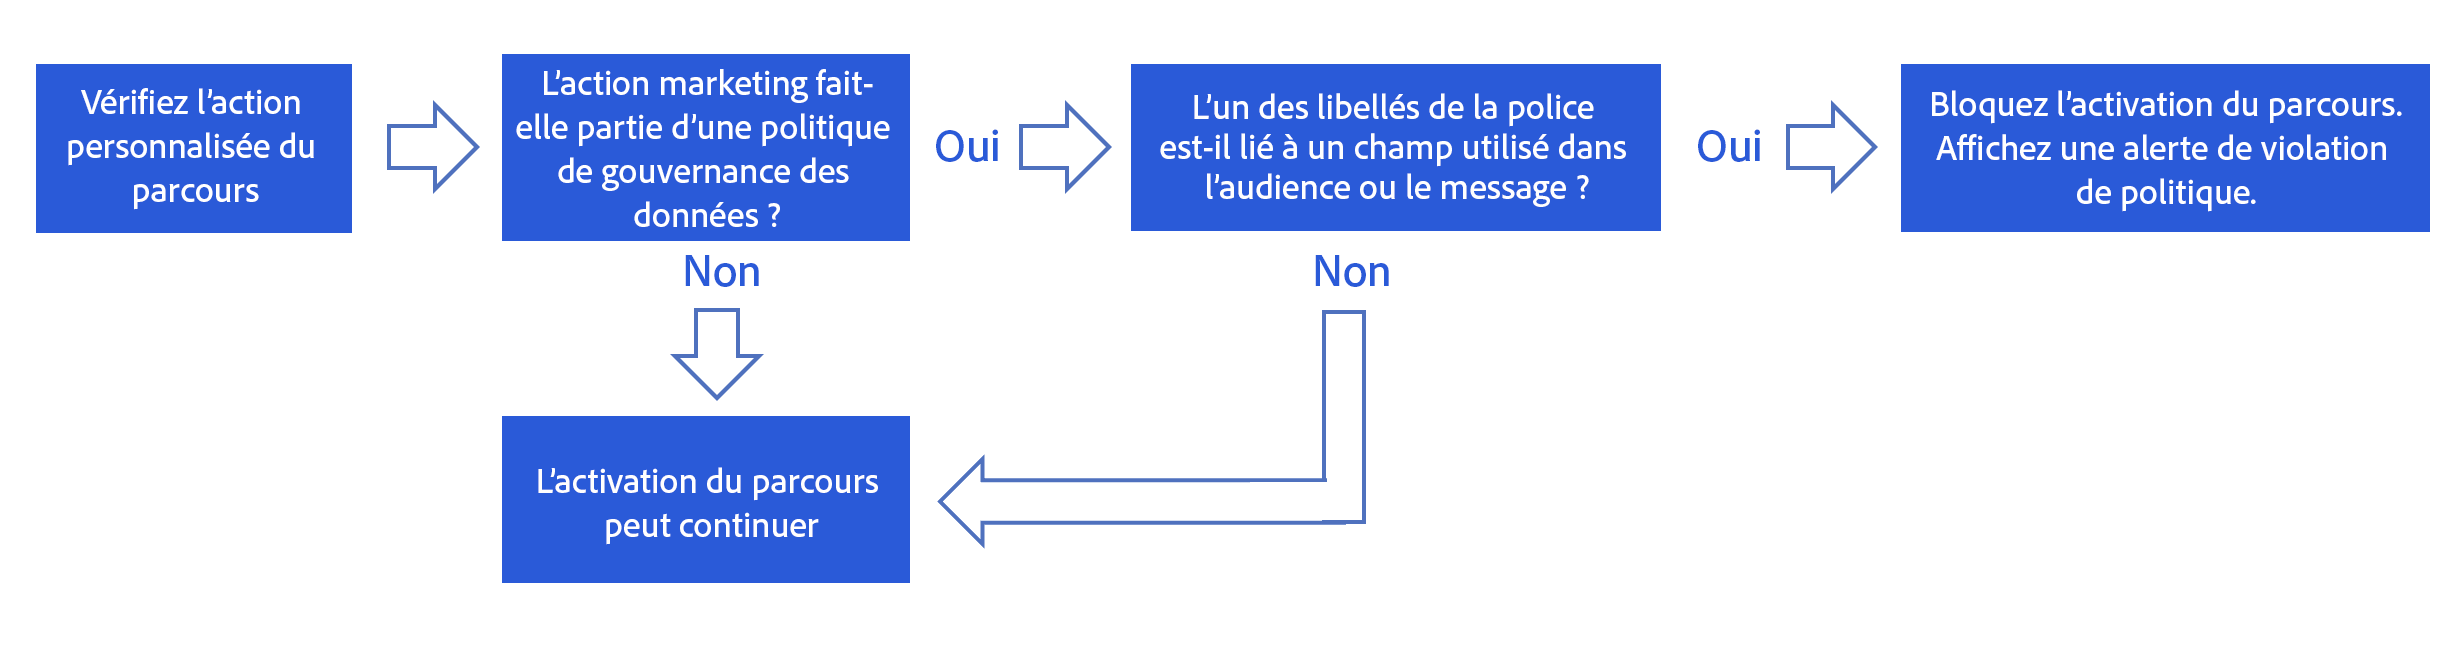 Vérifiez l’action
personnalisée du
parcours
L’action marketing fait-
elle partie d’une politique
de gouvernance des
données ?
Oui
L’un des libellés de la police
est-il lié à un champ utilisé dans
l’audience ou le message ?
Oui
Bloquez l’activation du parcours.
Affichez une alerte de violation
de politique.
Non
Non
L’activation du parcours
peut continuer